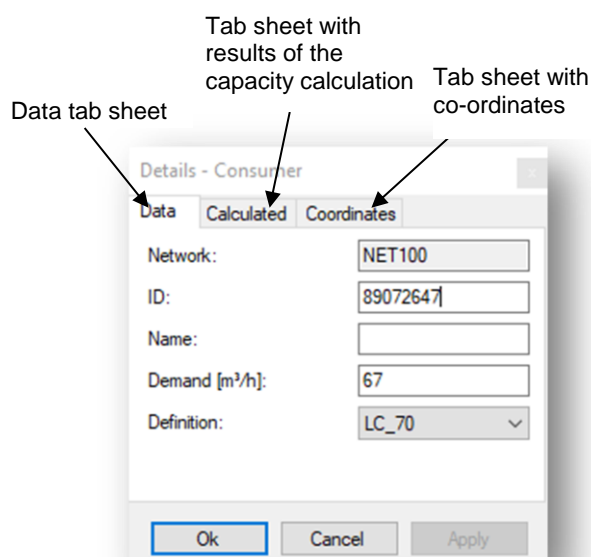 Tab sheet with
results of the
capacity calculation
Tab sheet with
co-ordinates
Data tab sheet
Details - Consumer
x
Data Calculated Coordinates
Network: NET100
ID: 89072647
Name:
Demand [m³/h]: 67
Definition: LC_70
Ok Cancel Apply